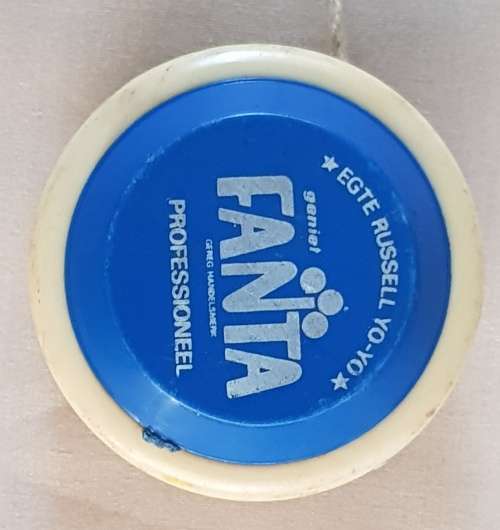 ★ EGTE RUSSELL YO-YO ★
geniet
FANTA
GEREG HANDELSMERK
PROFESSIONEEL